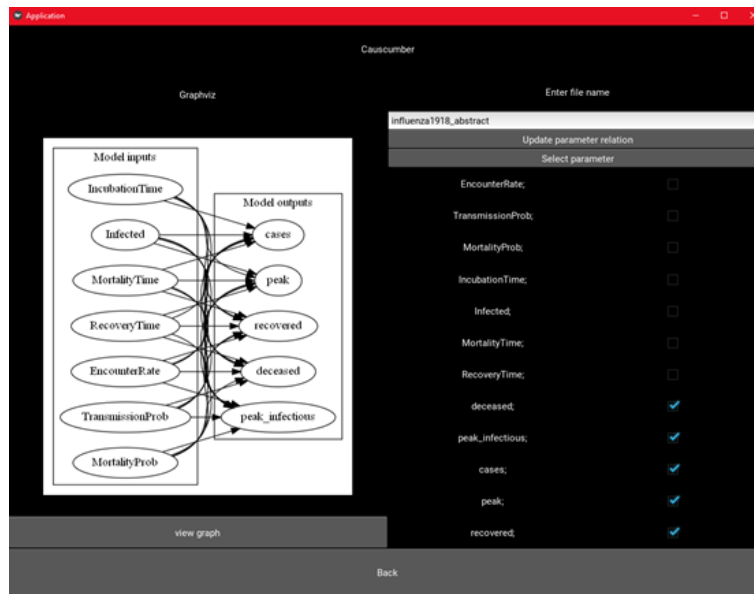 Application
Causcumber
Graphviz
Model inputs
IncubationTime
Infected
MortalityTime
RecoveryTime
EncounterRate
TransmissionProb
MortalityProb
Model outputs
cases
peak
recovered
deceased
peak_infectious
view graph
Enter file name
influenza1918_abstract
Update parameter relation
Select parameter
EncounterRate;
TransmissionProb;
MortalityProb;
IncubationTime;
Infected;
MortalityTime;
RecoveryTime;
deceased;
peak_infectious;
cases;
peak;
recovered;
Back